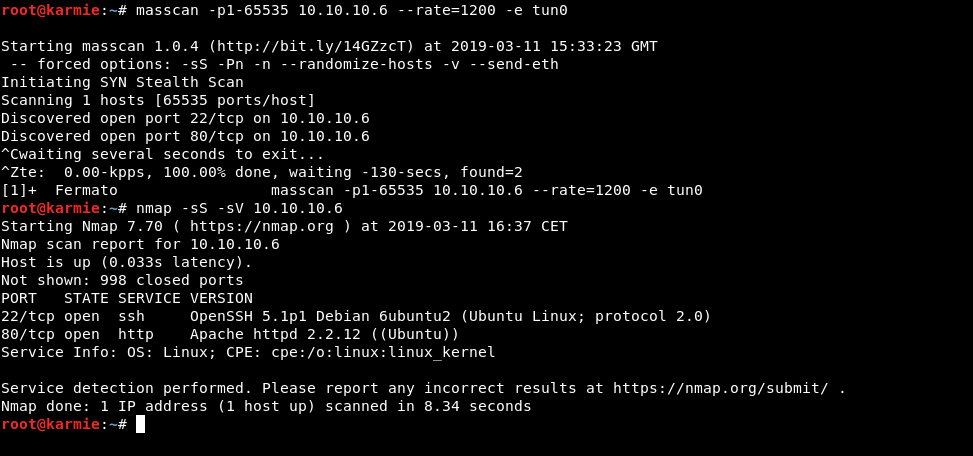 root@karmie:~# masscan -p1-65535 10.10.10.6 --rate=1200 -e tun0
Starting masscan 1.0.4 (http://bit.ly/14GZzcT) at 2019-03-11 15:33:23 GMT
 -- forced options: -sS -Pn -n --randomize-hosts -v --send-eth
Initiating SYN Stealth Scan
Scanning 1 hosts [65535 ports/host]
Discovered open port 22/tcp on 10.10.10.6
Discovered open port 80/tcp on 10.10.10.6
^Cwaiting several seconds to exit...
^Zte:  0.00-kpps, 100.00% done, waiting -130-secs, found=2
[1]+  Fermato                 masscan -p1-65535 10.10.10.6 --rate=1200 -e tun0
root@karmie:~# nmap -sS -sV 10.10.10.6
Starting Nmap 7.70 ( https://nmap.org ) at 2019-03-11 16:37 CET
Nmap scan report for 10.10.10.6
Host is up (0.033s latency).
Not shown: 998 closed ports
PORT   STATE SERVICE VERSION
22/tcp open  ssh     OpenSSH 5.1p1 Debian 6ubuntu2 (Ubuntu Linux; protocol 2.0)
80/tcp open  http    Apache httpd 2.2.12 ((Ubuntu))
Service Info: OS: Linux; CPE: cpe:/o:linux:linux_kernel
Service detection performed. Please report any incorrect results at https://nmap.org/submit/ .
Nmap done: 1 IP address (1 host up) scanned in 8.34 seconds
root@karmie:~#